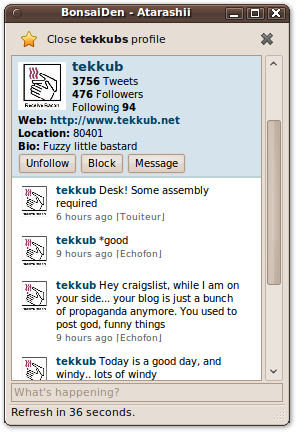 BonsaiDen - Atarashii
Close tekkubs profile
tekkub
3756 Tweets
476 Followers
Following 94
Receive Bacon
Web: http://www.tekkub.net
Location: 80401
Bio: Fuzzy little bastard
Unfollow Block Message
tekkub Desk! Some assembly
required
6 hours ago [Touiteur]
tekkub *good
9 hours ago [Echofon]
tekkub Hey craigslist, while I am
on your side... your blog is just a bunch
of propaganda anymore. You used to
post god, funny things
9 hours ago [Echofon]
tekkub Today is a good day, and
windy.. lots of windy
What's happening?
Refresh in 36 seconds.